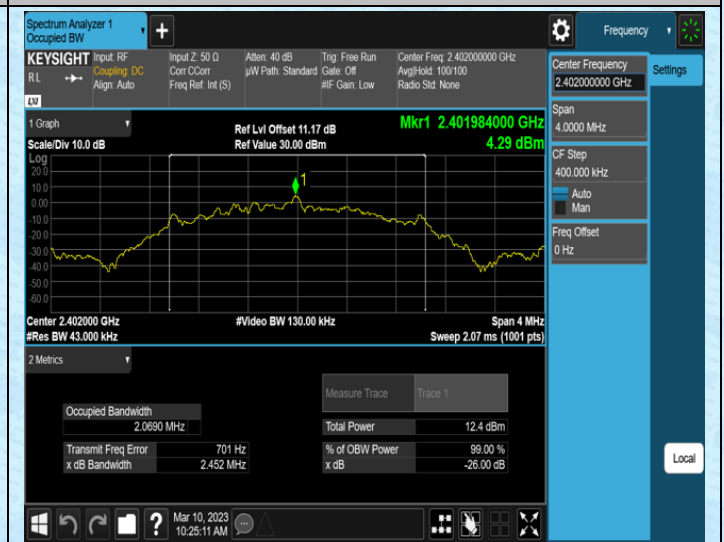 Spectrum Analyzer 1
Occupied BW
Frequency
KEYSIGHT
R L
LXI
Input: RF
Coupling: DC
Align: Auto
Input Z: 50 Ω
Corr CCorr
Freq Ref: Int (S)
Atten: 40 dB
µW Path: Standard
Trig: Free Run
Gate: Off
#IF Gain: Low
Center Freq: 2.402000000 GHz
Avg|Hold: 100/100
Radio Std: None
Center Frequency
2.402000000 GHz
Settings
Span
4.0000 MHz
CF Step
400.000 kHz
Auto
Man
Freq Offset
0 Hz
1 Graph
Scale/Div 10.0 dB
Ref Lvl Offset 11.17 dB
Ref Value 30.00 dBm
Mkr1 2.401984000 GHz
4.29 dBm
Log
20.0
10.0
0.00
-10.0
-20.0
-30.0
-40.0
-50.0
-60.0
1
Center 2.402000 GHz
#Res BW 43.000 kHz
#Video BW 130.00 kHz
Span 4 MHz
Sweep 2.07 ms (1001 pts)
2 Metrics
Measure Trace
Trace 1
Occupied Bandwidth
2.0690 MHz
Total Power
12.4 dBm
Transmit Freq Error
701 Hz
% of OBW Power
99.00 %
x dB Bandwidth
2.452 MHz
x dB
-26.00 dB
Local
?
Mar 10, 2023
10:25:11 AM